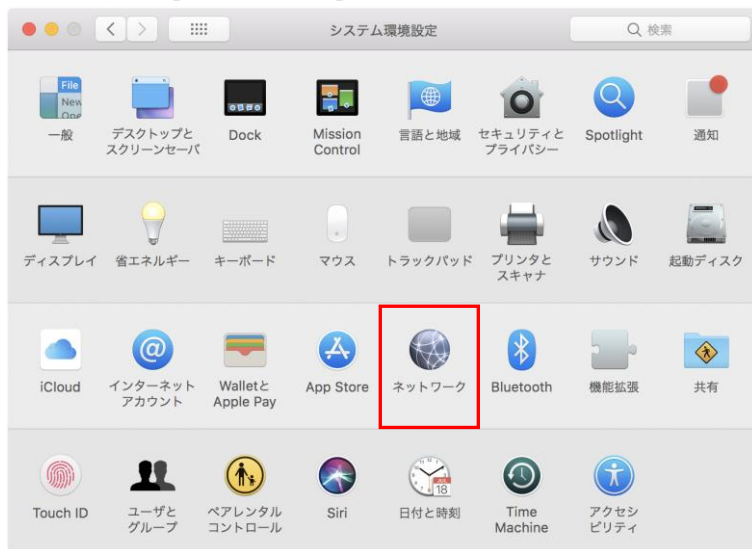 システム環境設定
検索
File
New
One
一般
デスクトップと
スクリーンセーバ
Dock
Mission
Control
言語と地域
セキュリティと
プライバシー
Spotlight
通知
ディスプレイ
省エネルギー
キーボード
マウス
トラックパッド
プリンタと
スキャナ
サウンド
起動ディスク
iCloud
インターネット
アカウント
Walletと
Apple Pay
App Store
ネットワーク
Bluetooth
機能拡張
共有
Touch ID
ユーザと
グループ
ペアレンタル
コントロール
Siri
JUL
18
日付と時刻
Time
Machine
アクセシ
ビリティ